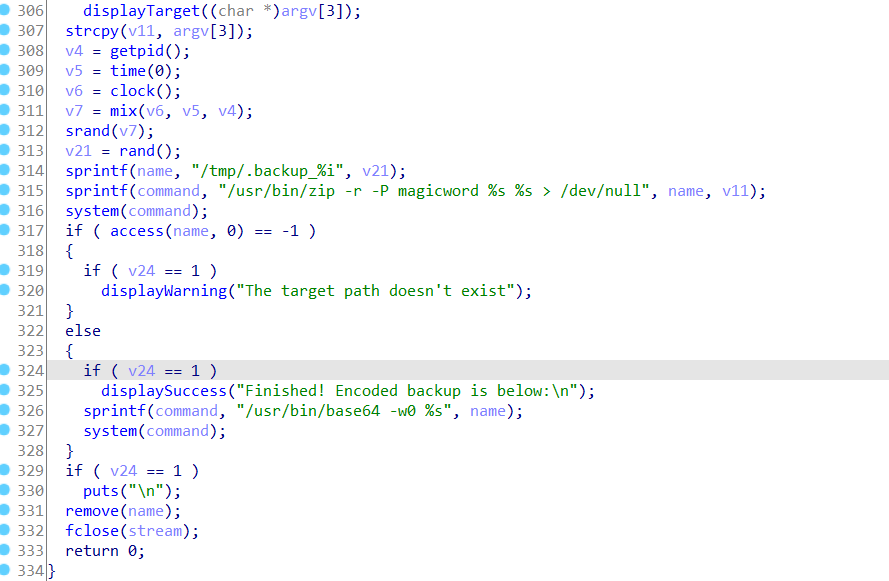 306 displayTarget((char *)argv[3]);
307 strcpy(v11, argv[3]);
308 v4 = getpid();
309 v5 = time(0);
310 v6 = clock();
311 v7 = mix(v6, v5, v4);
312 srand(v7);
313 v21 = rand();
314 sprintf(name, "/tmp/.backup_%i", v21);
315 sprintf(command, "/usr/bin/zip -r -P magicword %s %s > /dev/null", name, v11);
316 system(command);
317 if ( access(name, 0) == -1 )
318 {
319 if ( v24 == 1 )
320 displayWarning("The target path doesn't exist");
321 }
322 else
323 {
324 if ( v24 == 1 )
325 displaySuccess("Finished! Encoded backup is below:\n");
326 sprintf(command, "/usr/bin/base64 -w0 %s", name);
327 system(command);
328 }
329 if ( v24 == 1 )
330 puts("\n");
331 remove(name);
332 fclose(stream);
333 return 0;
334 }